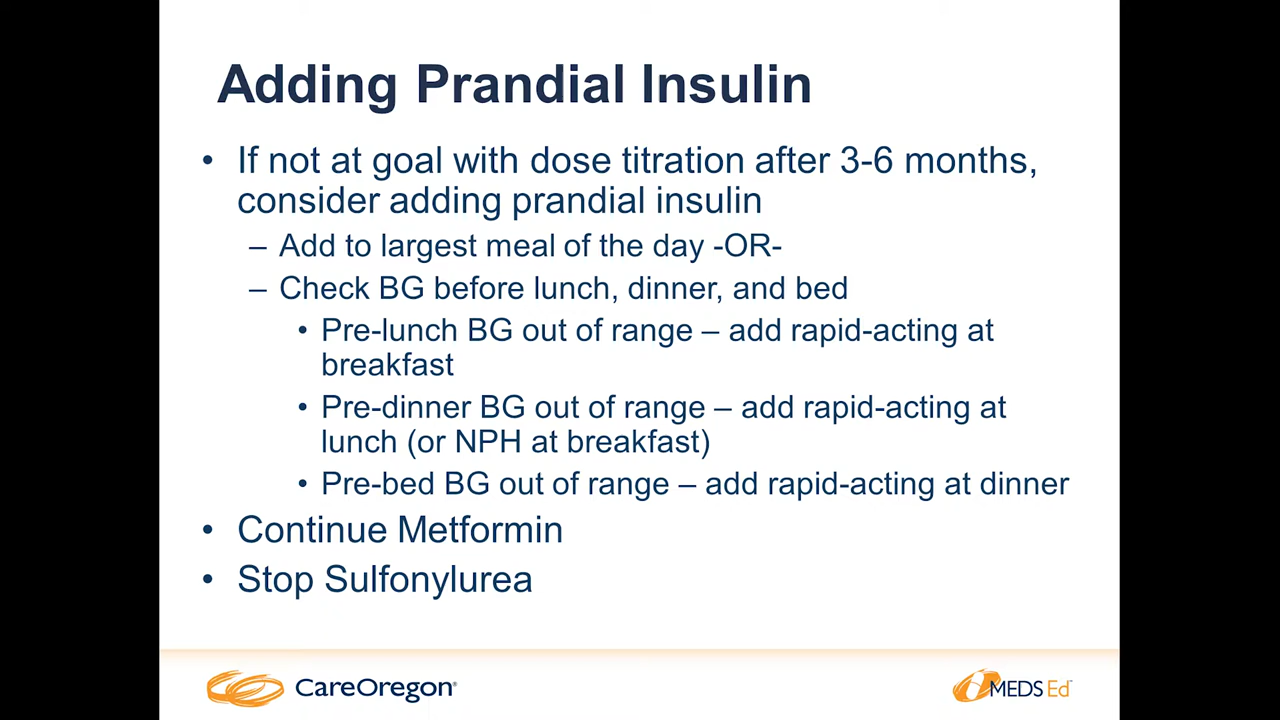 Adding Prandial Insulin
• If not at goal with dose titration after 3-6 months,
consider adding prandial insulin
– Add to largest meal of the day -OR-
– Check BG before lunch, dinner, and bed
• Pre-lunch BG out of range – add rapid-acting at
breakfast
• Pre-dinner BG out of range – add rapid-acting at
lunch (or NPH at breakfast)
• Pre-bed BG out of range – add rapid-acting at dinner
• Continue Metformin
• Stop Sulfonylurea
CareOregon®
MEDS Ed